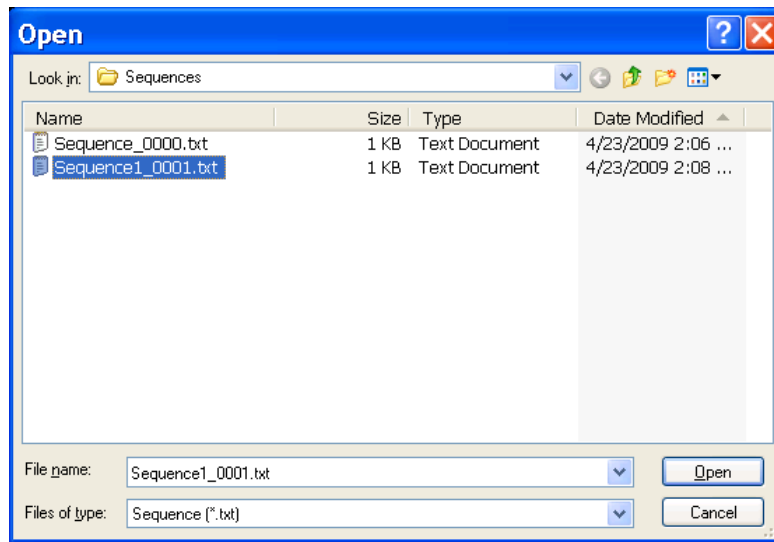 Open
Look in: Sequences
Name Size Type Date Modified
Sequence_0000.txt 1 KB Text Document 4/23/2009 2:06 ...
Sequence1_0001.txt 1 KB Text Document 4/23/2009 2:08 ...
File name: Sequence1_0001.txt Open
Files of type: Sequence (*.txt) Cancel